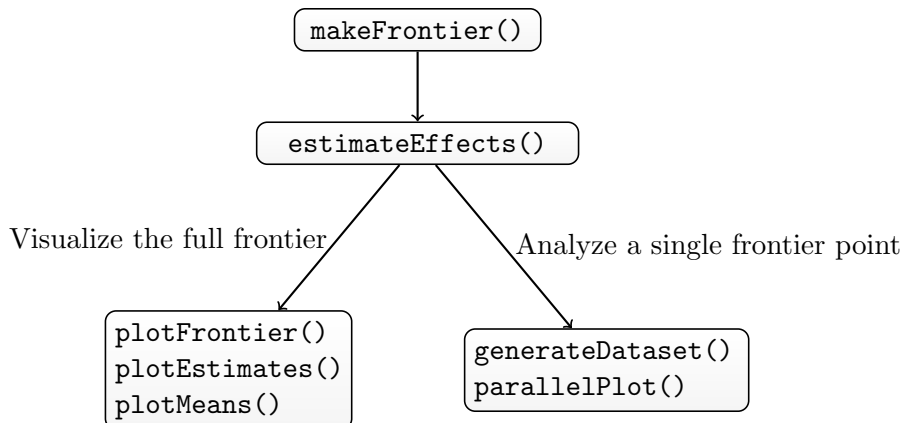 makeFrontier()
estimateEffects()
Visualize the full frontier
Analyze a single frontier point
plotFrontier()
plotEstimates()
plotMeans()
generateDataset()
parallelPlot()